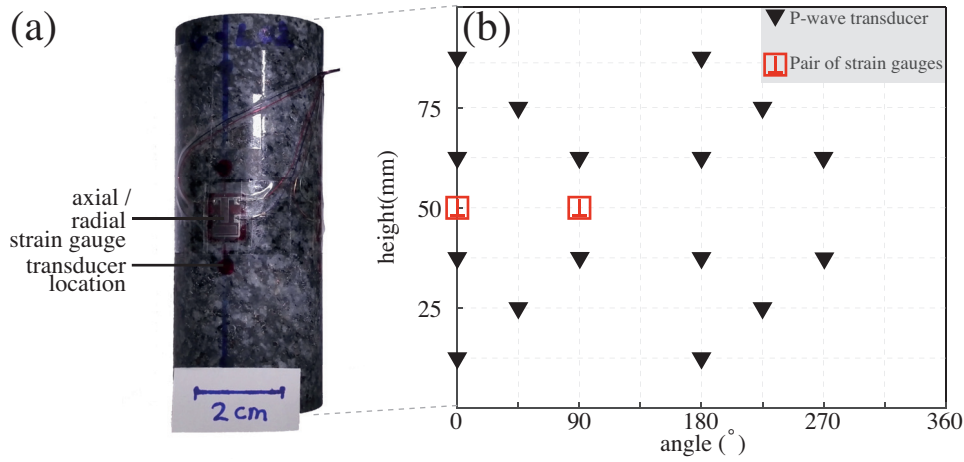 (a)
axial /
radial
strain gauge
transducer
location
2 cm
(b)
P-wave transducer
Pair of strain gauges
height(mm)
75
50
25
0
90
180
270
360
angle (°)